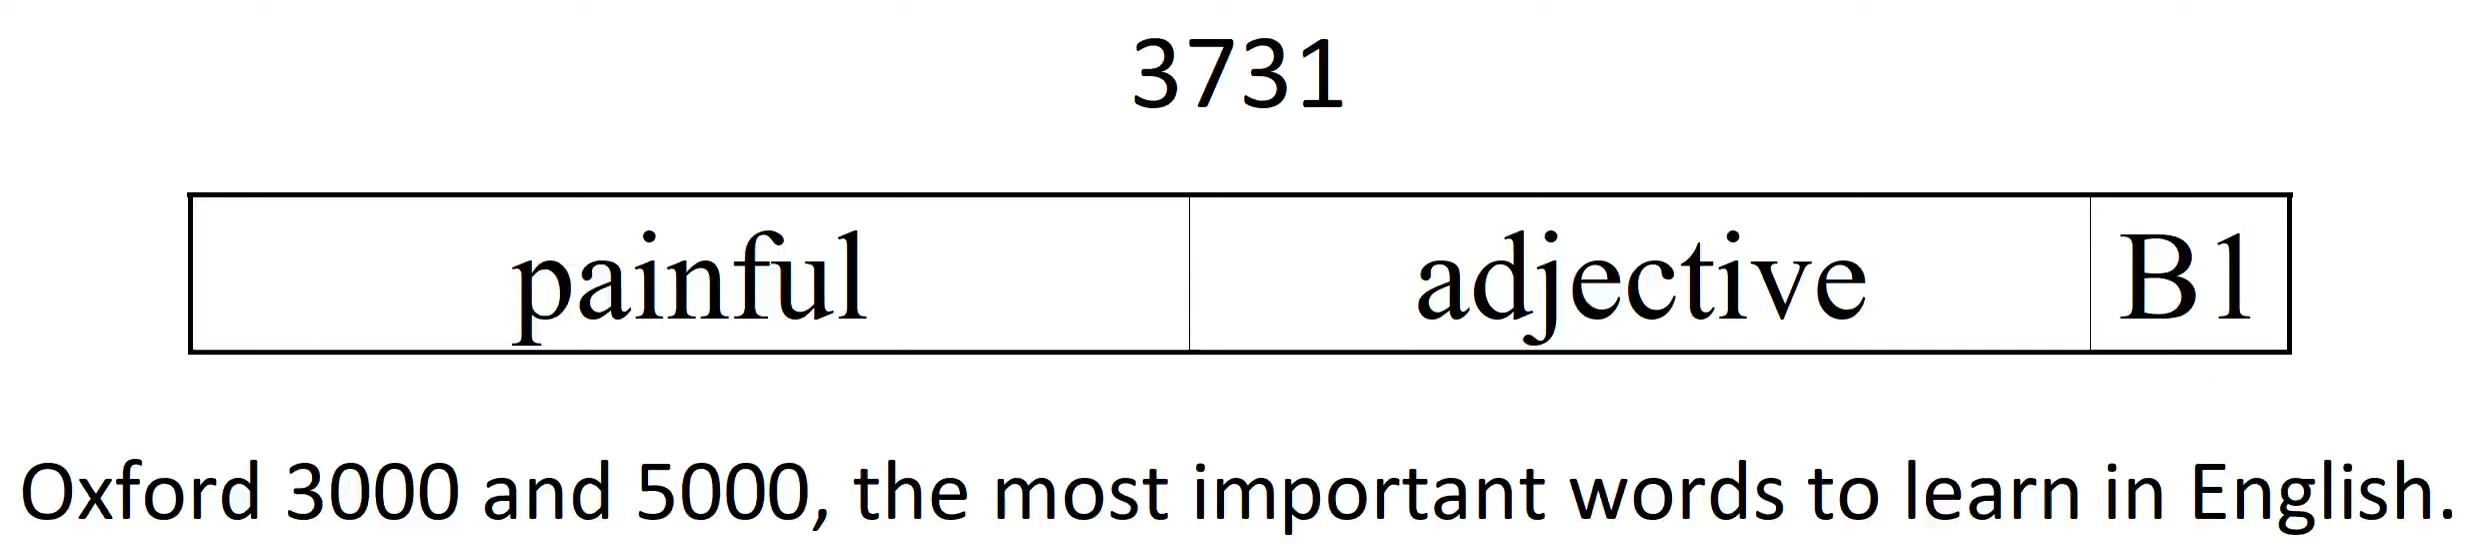 3731
painful adjective B1
Oxford 3000 and 5000, the most important words to learn in English.